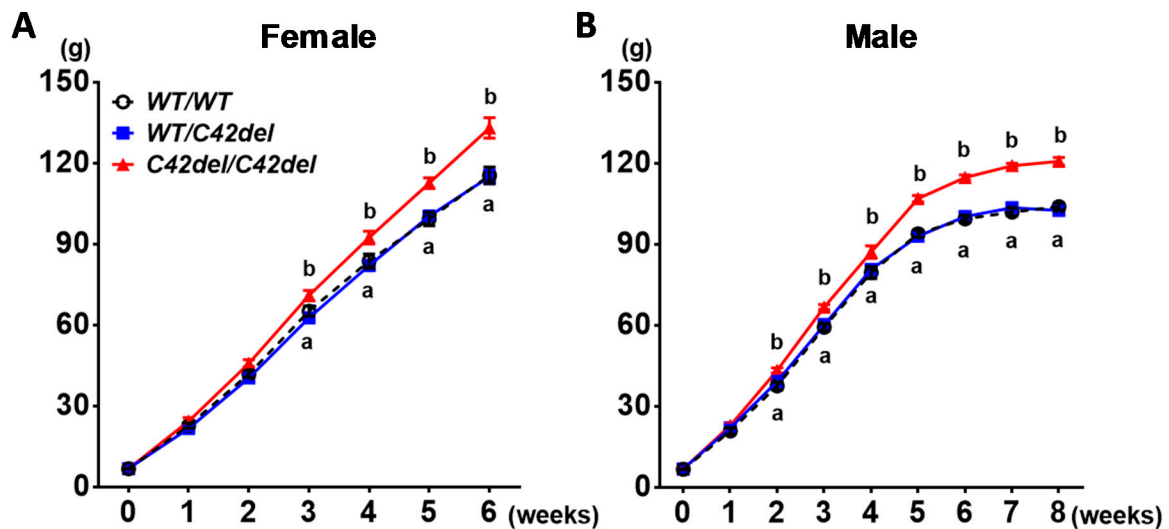 A
Female
(g)
150
120
90
60
30
0
WT/WT
WT/C42del
C42del/C42del
b
b
b
b
a
a
a
a
0 1 2 3 4 5 6 (weeks)
B
Male
(g)
150
120
90
60
30
0
b
b
b
b
b
b
b
a
a
a
a
a
a
a
0 1 2 3 4 5 6 7 8 (weeks)